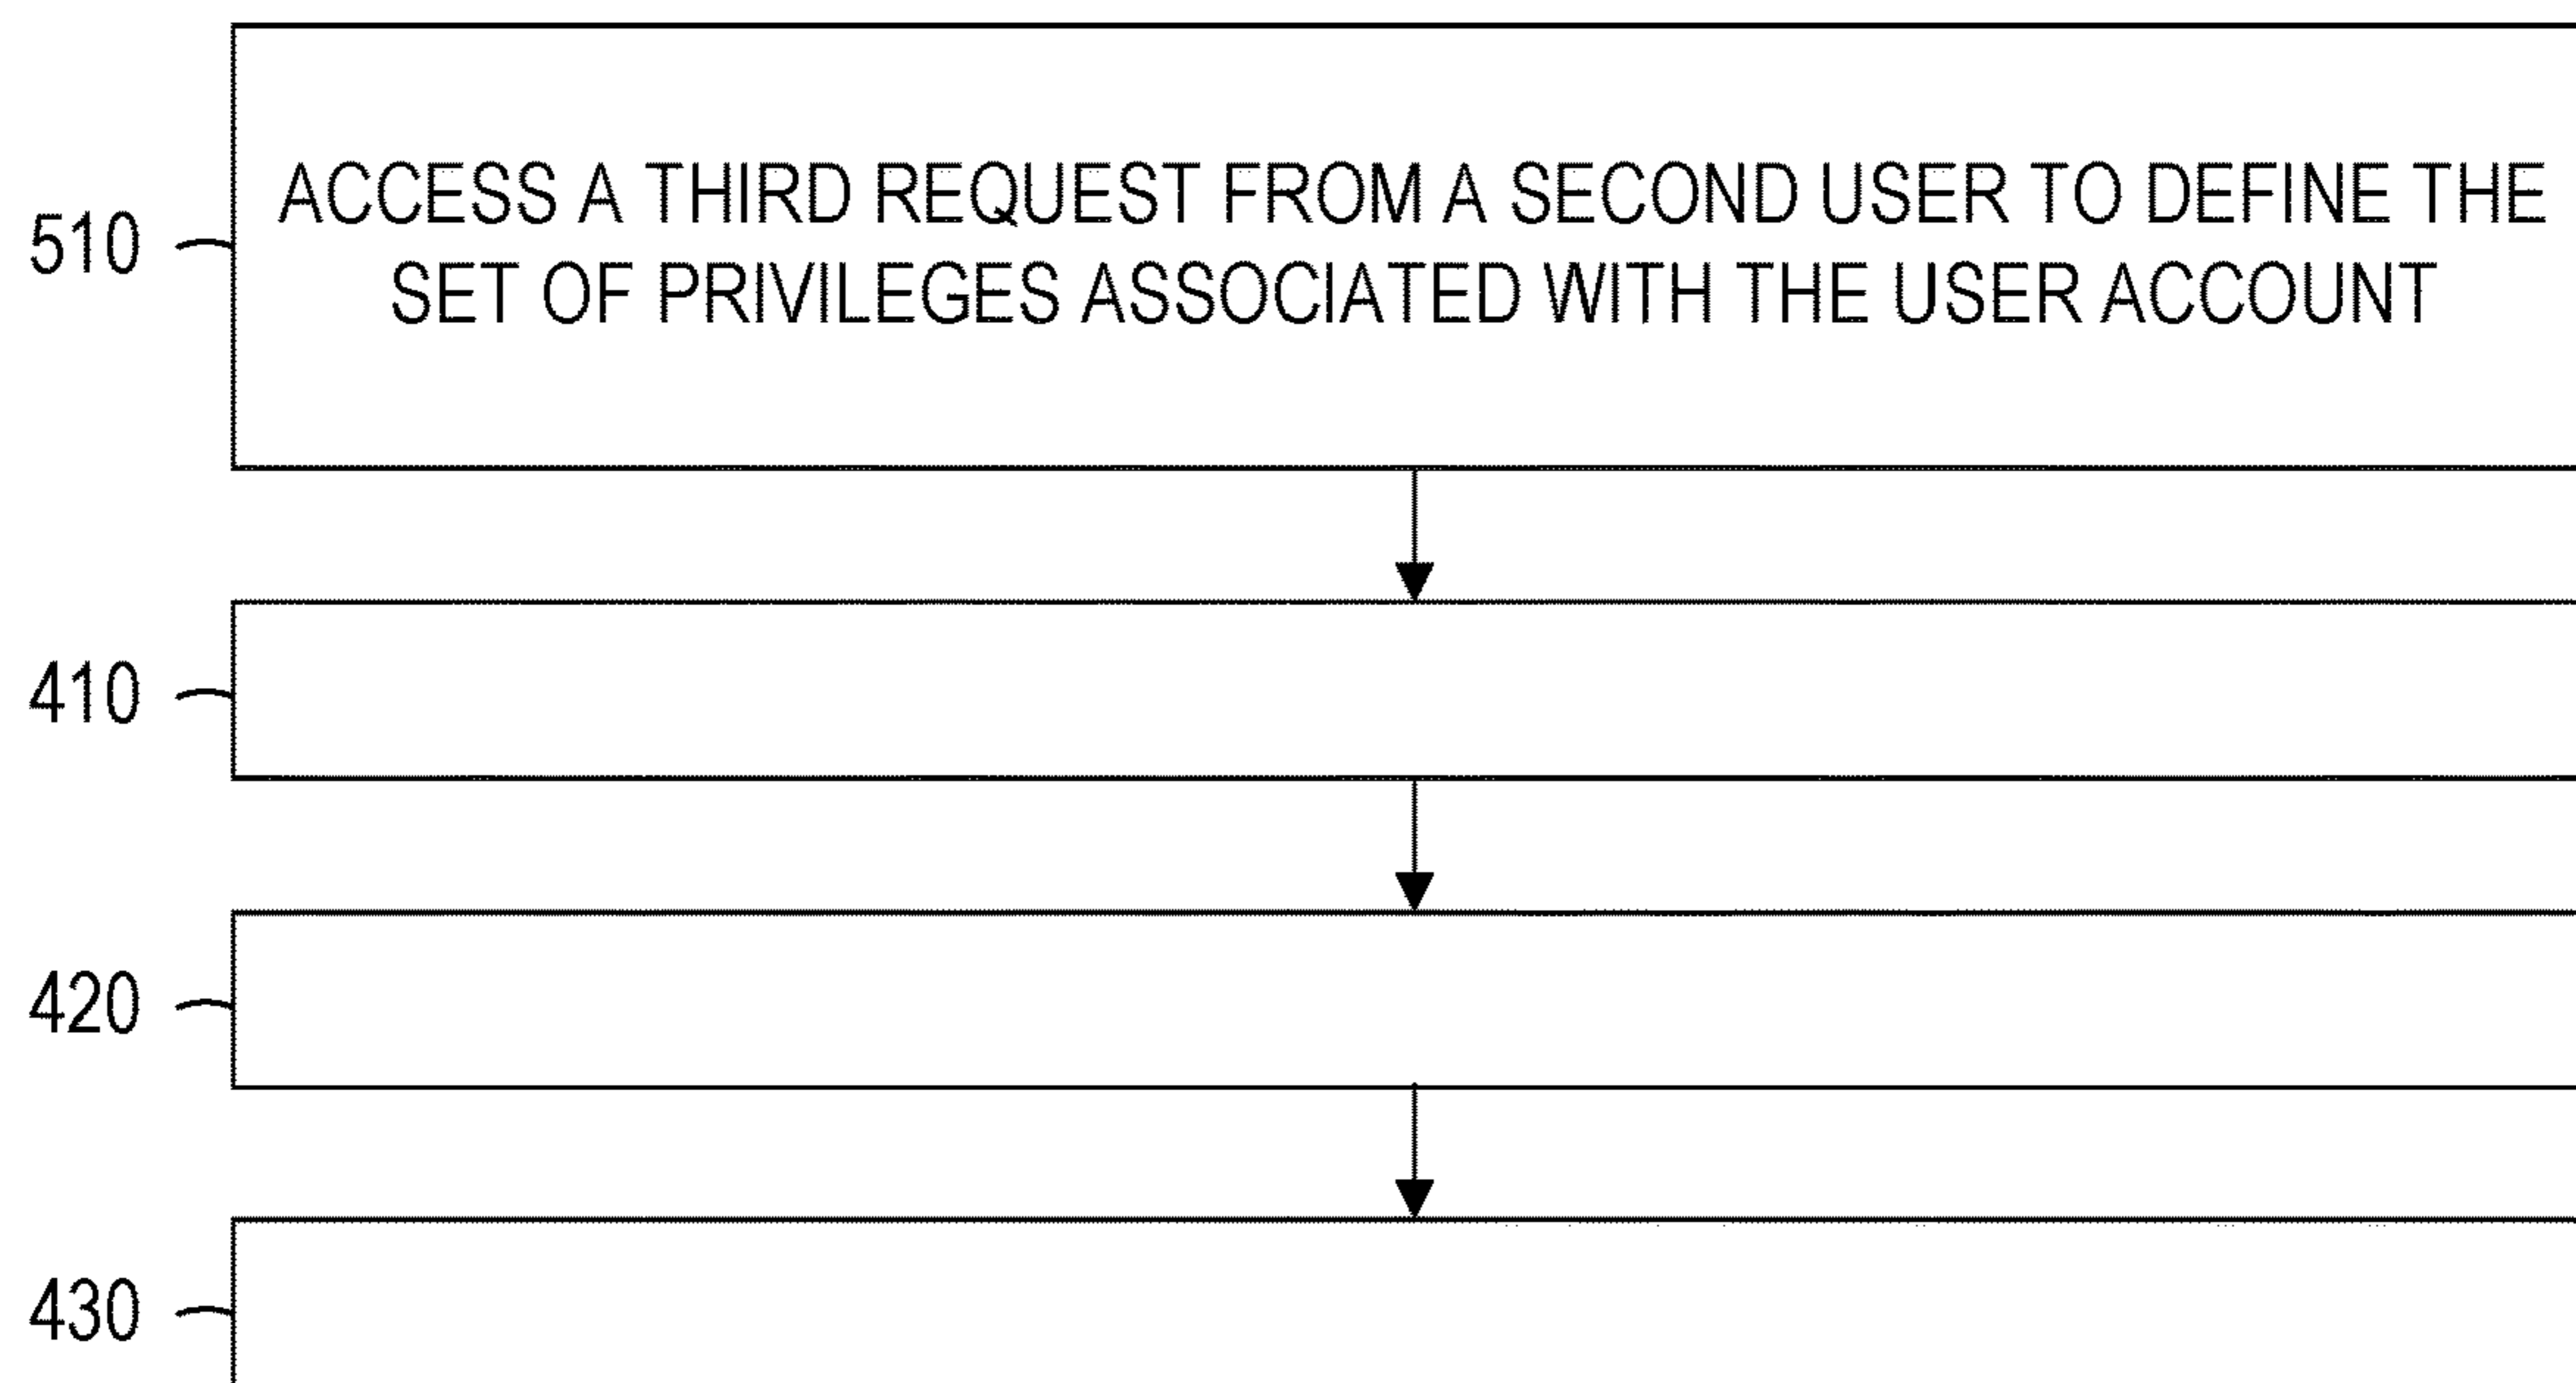 ACCESS A THIRD REQUEST FROM A SECOND USER TO DEFINE THE
510
SET OF PRIVILEGES ASSOCIATED WITH THE USER ACCOUNT
410
420
430